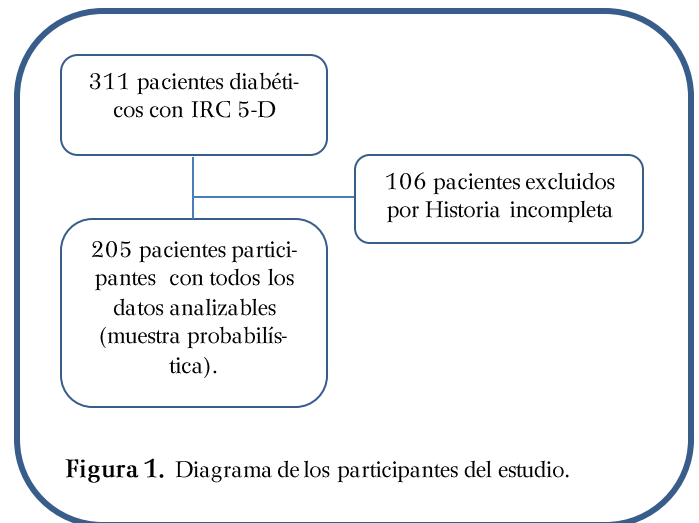 311 pacientes diabéti-
cos con IRC 5-D
106 pacientes excluidos
por Historia incompleta
205 pacientes partici-
pantes con todos los
datos analizables
(muestra probabilís-
tica).
Figura 1. Diagrama de los participantes del estudio.